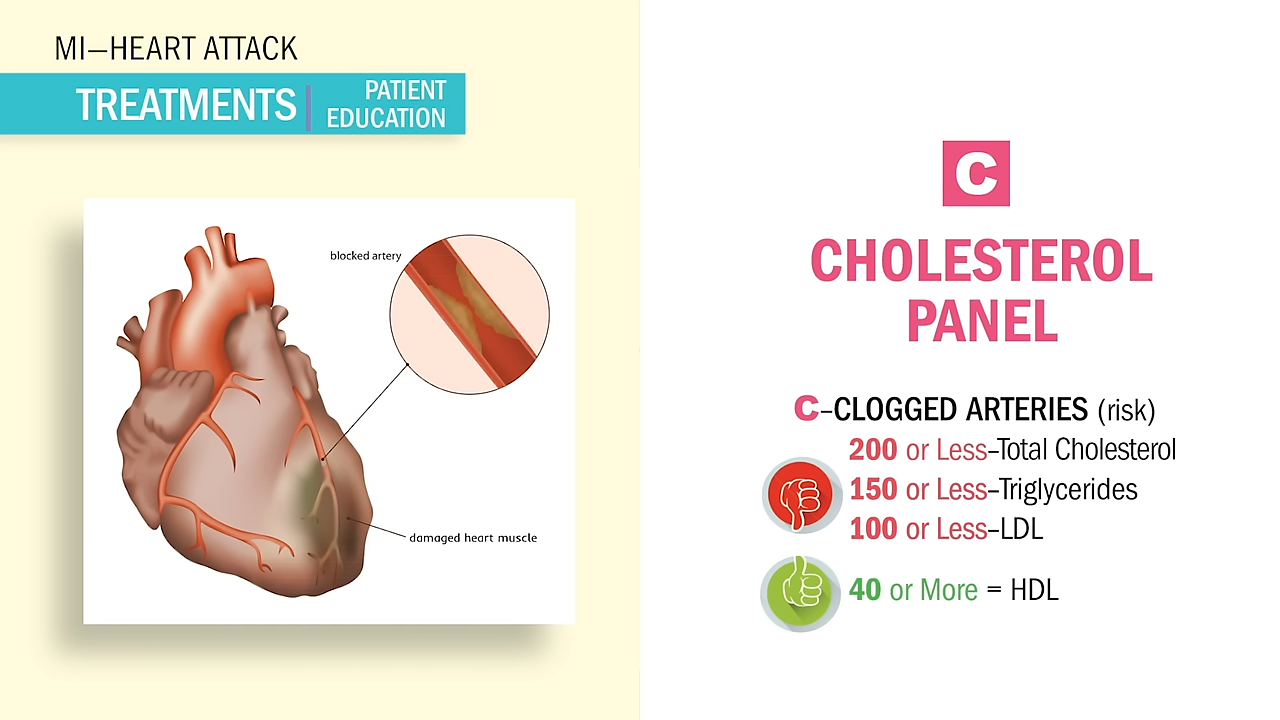 MI–HEART ATTACK
TREATMENTS
PATIENT
EDUCATION
blocked artery
damaged heart muscle
C
CHOLESTEROL
PANEL
C–CLOGGED ARTERIES (risk)
200 or Less–Total Cholesterol
150 or Less–Triglycerides
100 or Less–LDL
40 or More = HDL